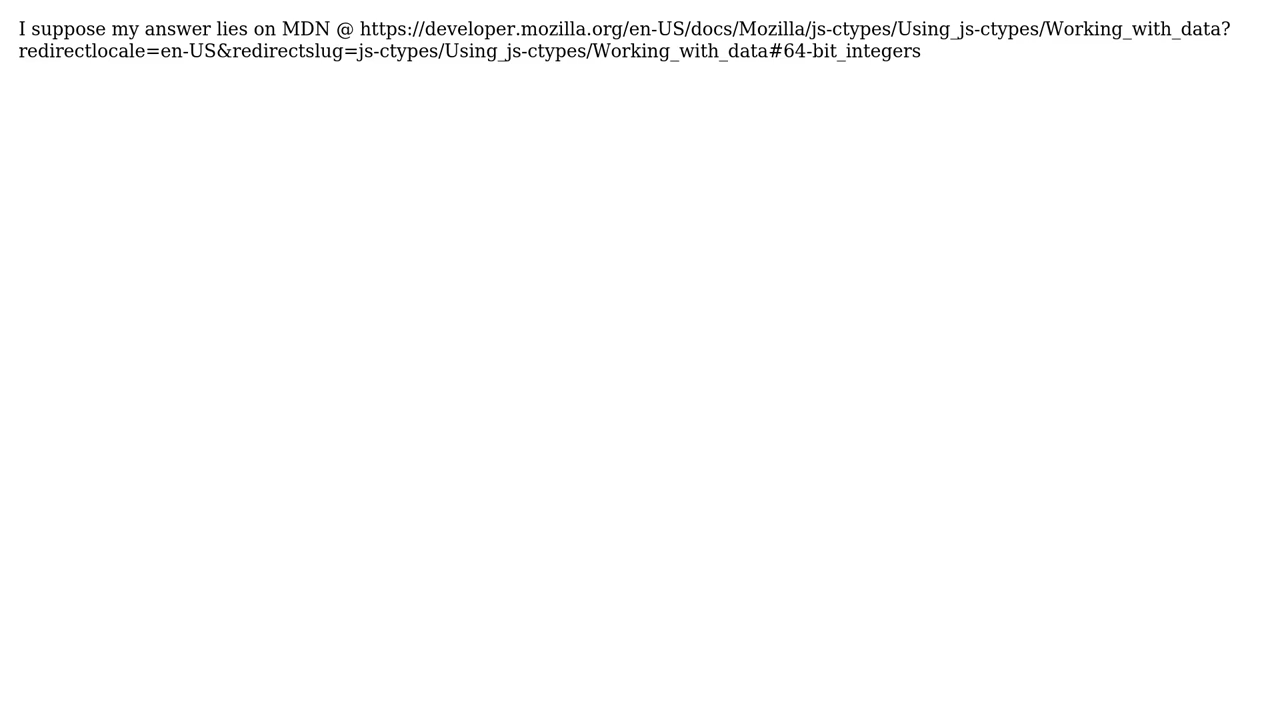 I suppose my answer lies on MDN @ https://developer.mozilla.org/en-US/docs/Mozilla/js-ctypes/Using_js-ctypes/Working_with_data?
redirectlocale=en-US&redirectslug=js-ctypes/Using_js-ctypes/Working_with_data#64-bit_integers